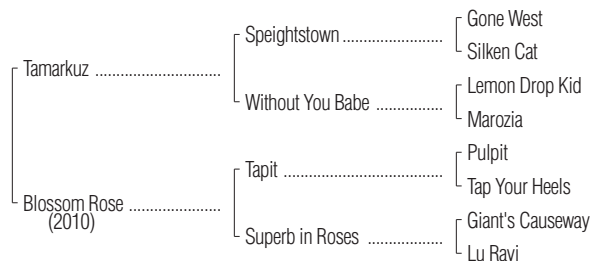 Gone West
Speightstown ......................
Silken Cat
Tamarkuz ...........................
Lemon Drop Kid
Without You Babe ..............
Marozia
Pulpit
Tapit ..................................
Tap Your Heels
Blossom Rose ....................
(2010)
Giant's Causeway
Superb in Roses ................
Lu Ravi